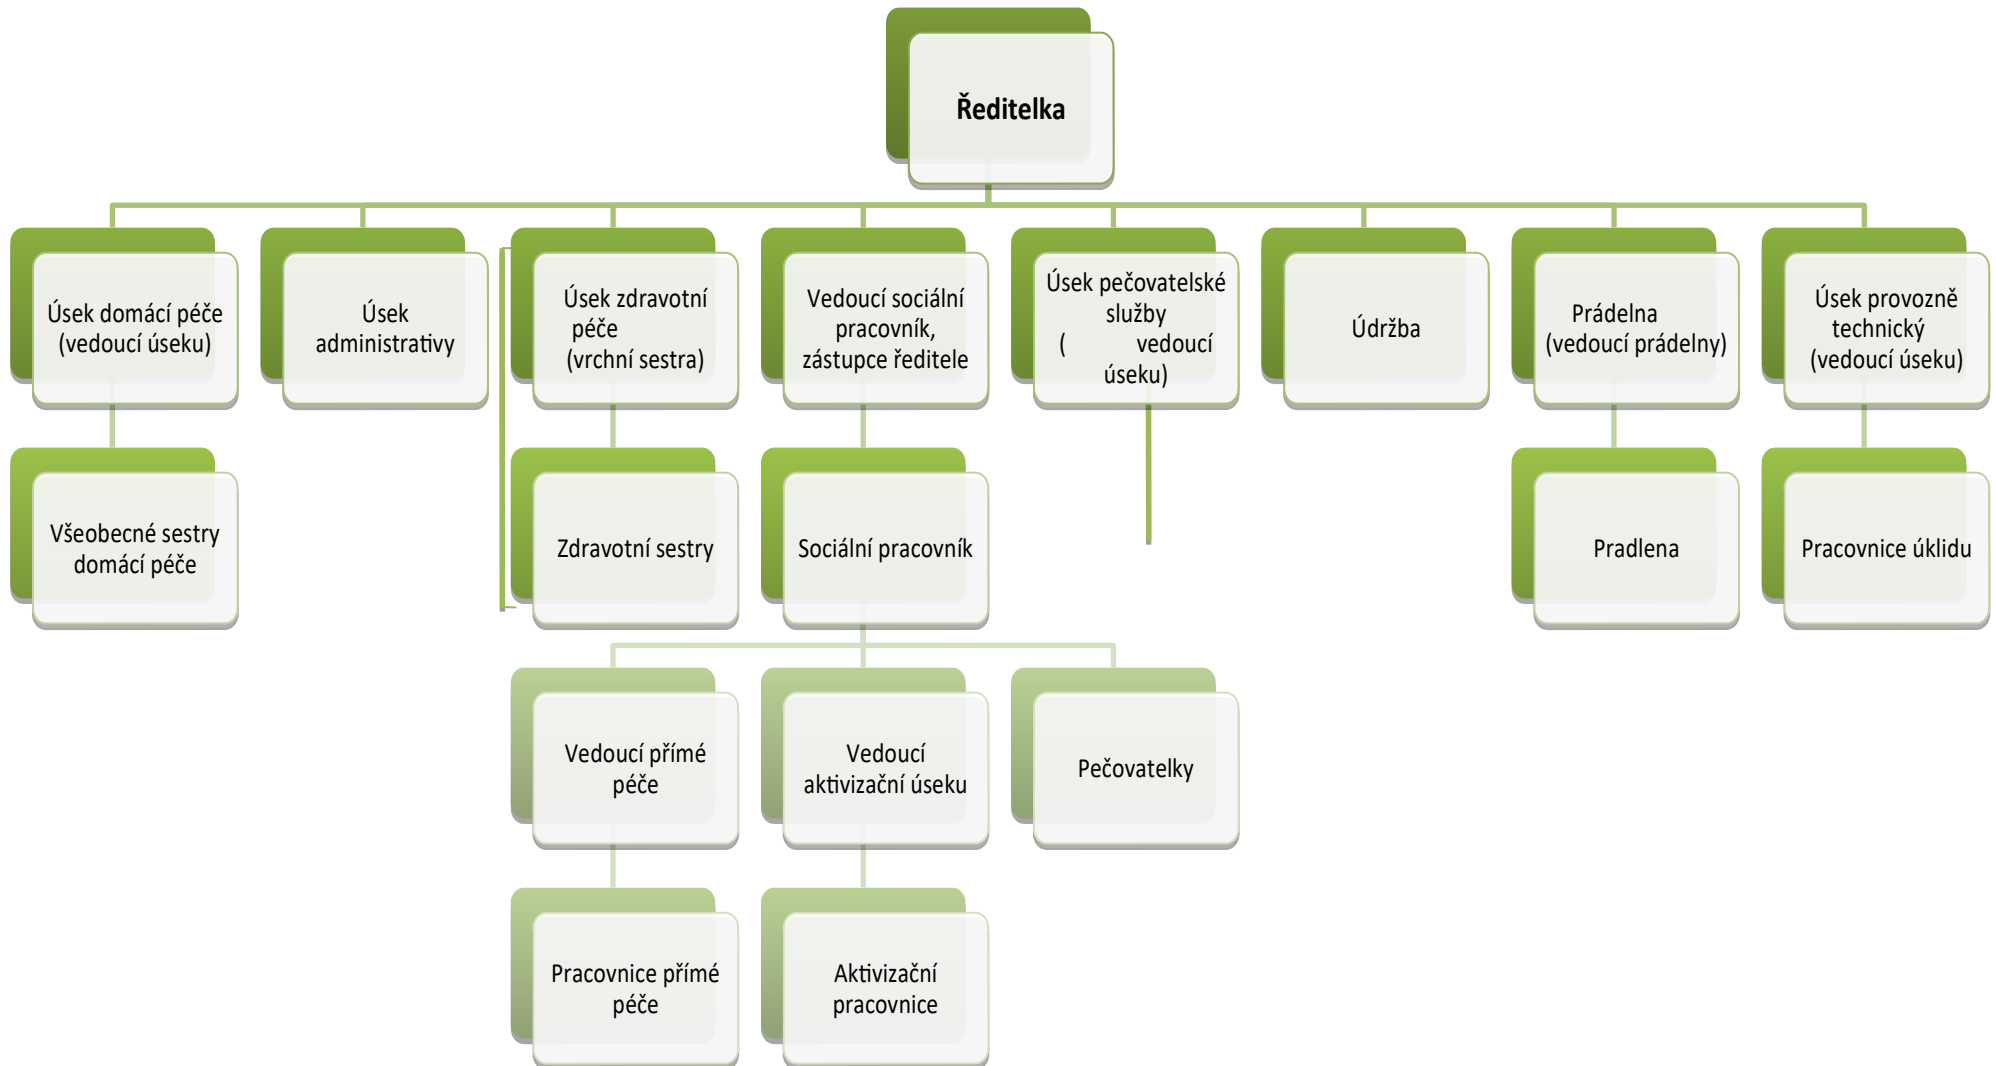 Ředitelka
Úsek domácí péče
(vedoucí úseku)
Úsek
administrativy
Úsek zdravotní
péče
(vrchní sestra)
Vedoucí sociální
pracovník,
zástupce ředitele
Úsek pečovatelské
služby
( vedoucí
úseku)
Údržba
Prádelna
(vedoucí prádelny)
Úsek provozně
technický
(vedoucí úseku)
Všeobecné sestry
domácí péče
Zdravotní sestry
Sociální pracovník
Pradlena
Pracovnice úklidu
Vedoucí přímé
péče
Vedoucí
aktivizační úseku
Pečovatelky
Pracovnice přímé
péče
Aktivizační
pracovnice